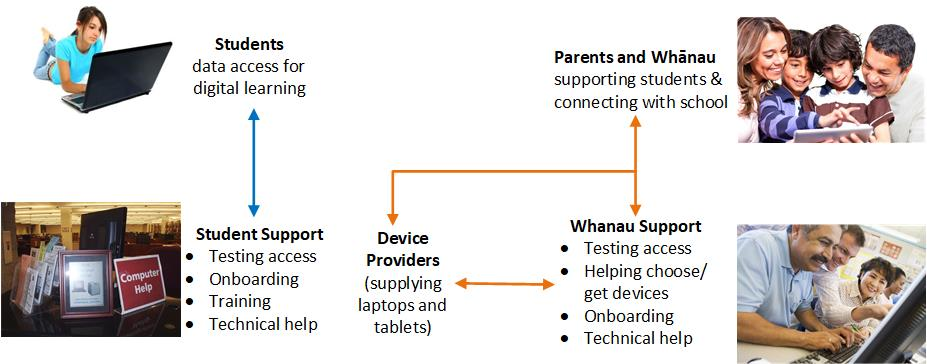 Students
data access for
digital learning
Parents and Whānau
supporting students &
connecting with school
Student Support
• Testing access
• Onboarding
• Training
• Technical help
Device
Providers
(supplying
laptops and
tablets)
Whanau Support
• Testing access
• Helping choose/
get devices
• Onboarding
• Technical help
Computer
Help